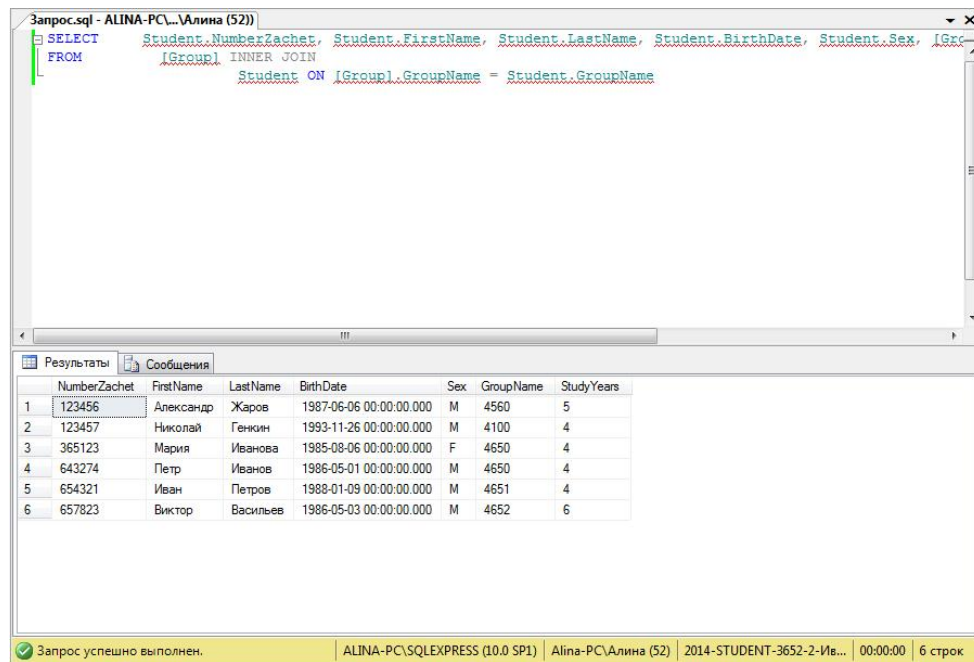 Запрос.sql - ALINA-PC\...\Алина (52))
SELECT Student.NumberZachet, Student.FirstName, Student.LastName, Student.BirthDate, Student.Sex, [Gro
FROM [Group] INNER JOIN
Student ON [Group].GroupName = Student.GroupName
Результаты Сообщения
NumberZachet FirstName LastName BirthDate Sex GroupName StudyYears
1 123456 Александр Жаров 1987-06-06 00:00:00.000 M 4560 5
2 123457 Николай Генкин 1993-11-26 00:00:00.000 M 4100 4
3 365123 Мария Иванова 1985-08-06 00:00:00.000 F 4650 4
4 643274 Петр Иванов 1986-05-01 00:00:00.000 M 4650 4
5 654321 Иван Петров 1988-01-09 00:00:00.000 M 4651 4
6 657823 Виктор Васильев 1986-05-03 00:00:00.000 M 4652 6
Запрос успешно выполнен. ALINA-PC\SQLEXPRESS (10.0 SP1) Alina-PC\Алина (52) 2014-STUDENT-3652-2-Ив... 00:00:00 6 строк